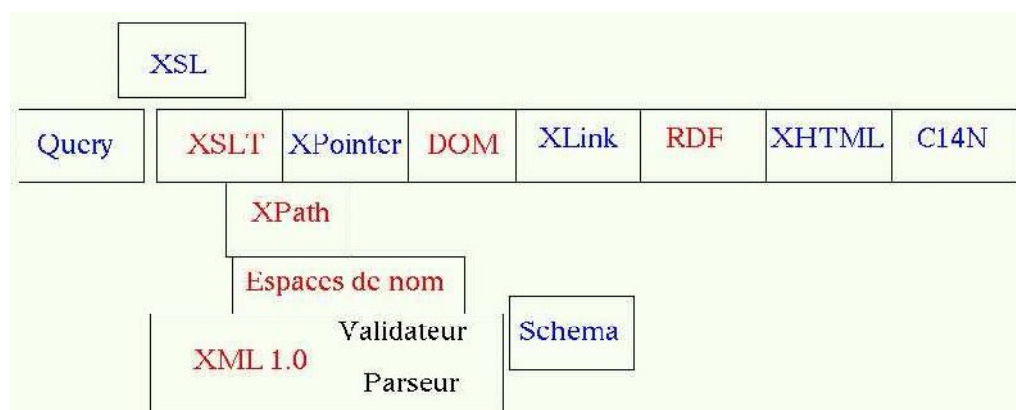 XSL
Query
XSLT
XPointer
DOM
XLink
RDF
XHTML
C14N
XPath
Espaces de nom
Validateur
Schema
XML 1.0
Parseur